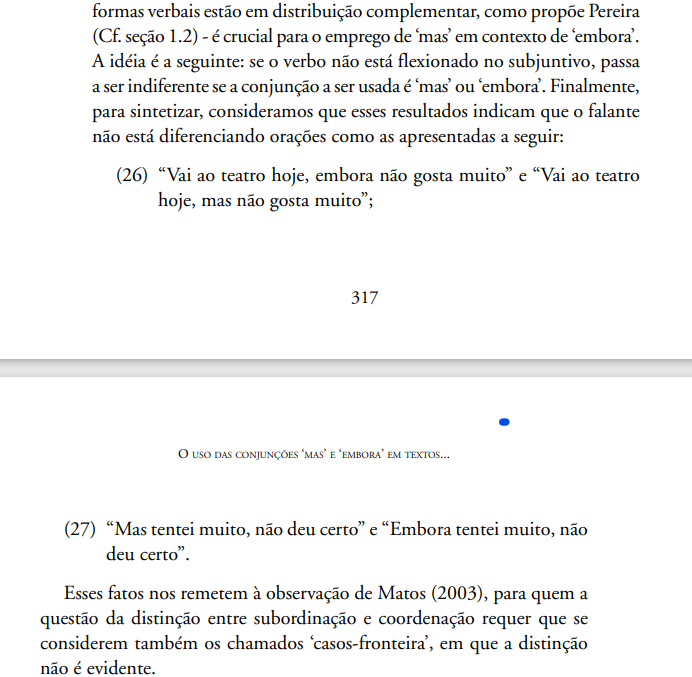 formas verbais estão em distribuição complementar, como propõe Pereira
(Cf. seção 1.2) - é crucial para o emprego de ‘mas’ em contexto de ‘embora’.
A idéia é a seguinte: se o verbo não está flexionado no subjuntivo, passa
a ser indiferente se a conjunção a ser usada é ‘mas’ ou ‘embora’. Finalmente,
para sintetizar, consideramos que esses resultados indicam que o falante
não está diferenciando orações como as apresentadas a seguir:
(26) “Vai ao teatro hoje, embora não gosta muito” e “Vai ao teatro
hoje, mas não gosta muito”;
317
O uso das conjunções ‘mas’ e ‘embora’ em textos...
(27) “Mas tentei muito, não deu certo” e “Embora tentei muito, não
deu certo”.
Esses fatos nos remetem à observação de Matos (2003), para quem a
questão da distinção entre subordinação e coordenação requer que se
considerem também os chamados ‘casos-fronteira’, em que a distinção
não é evidente.